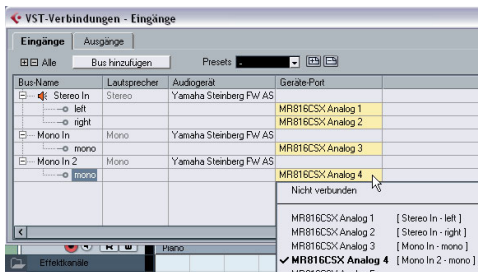 VST-Verbindungen - Eingänge
Eingänge Ausgänge
Alle Bus hinzufügen Presets -
Bus-Name Lautsprecher Audiogerät Geräte-Port
Stereo In Stereo Yamaha Steinberg FW AS
left MR816CSX Analog 1
right MR816CSX Analog 2
Mono In Mono Yamaha Steinberg FW AS
mono MR816CSX Analog 3
Mono In 2 Mono Yamaha Steinberg FW AS
mono MR816CSX Analog 4
Nicht verbunden
MR816CSX Analog 1 [ Stereo In - left ]
MR816CSX Analog 2 [ Stereo In - right ]
MR816CSX Analog 3 [ Mono In - mono ]
MR816CSX Analog 4 [ Mono In 2 - mono ]
R W Piano
Effektkanäle